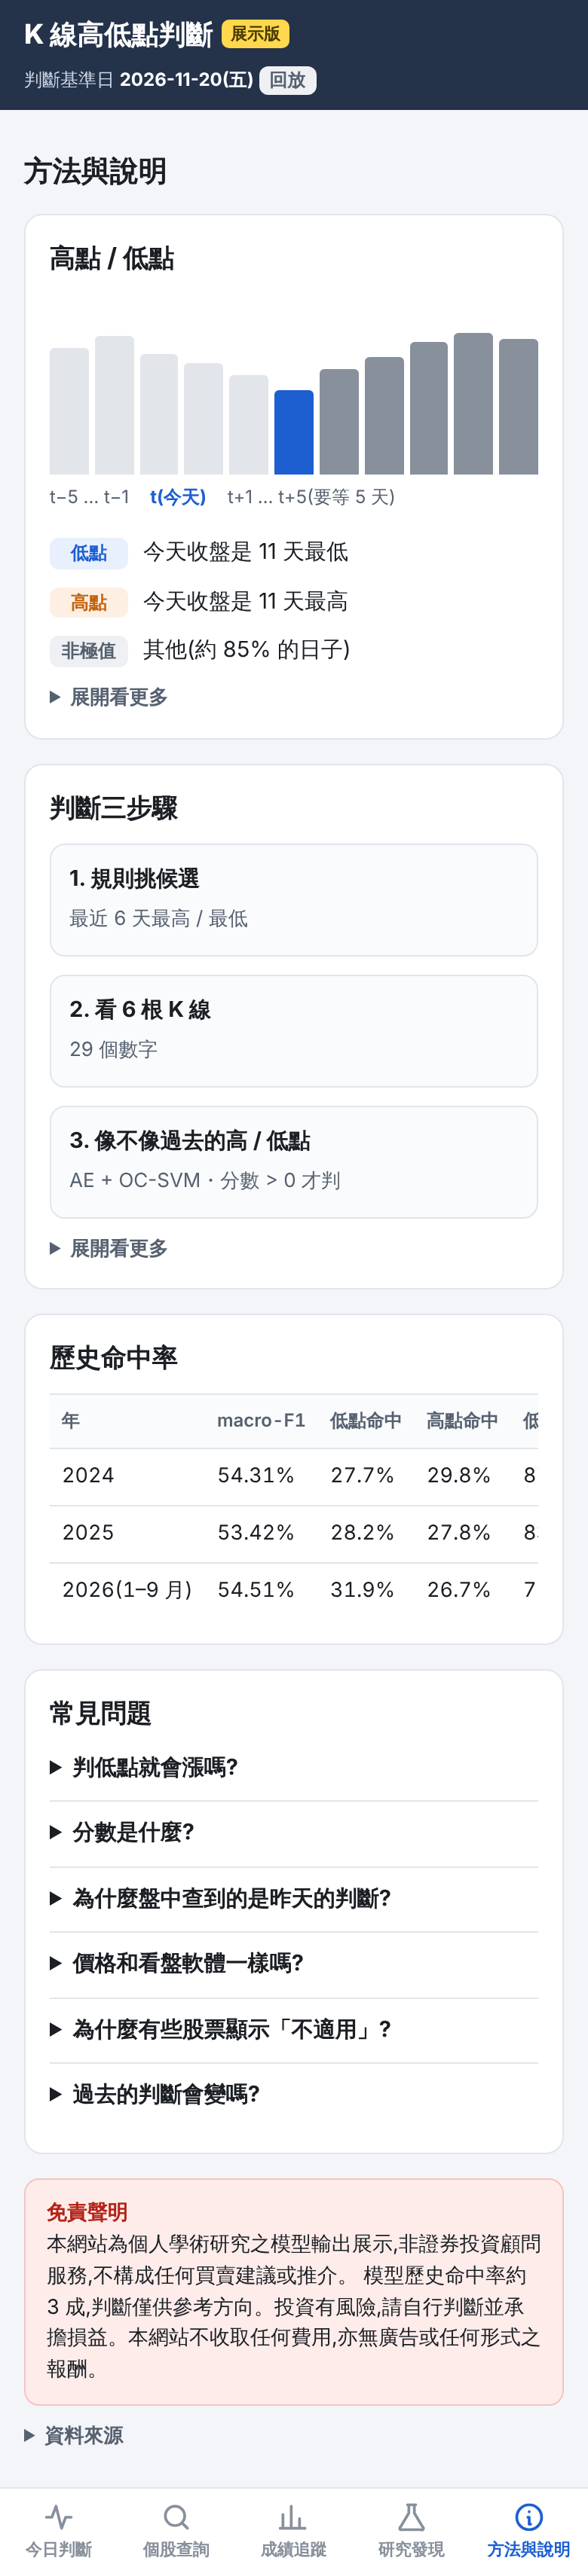 K 線高低點判斷 展示版
判斷基準日 2026-11-20(五) 回放
方法與說明
高點 / 低點
t−5 … t−1 t(今天) t+1 … t+5(要等 5 天)
低點 今天收盤是 11 天最低
高點 今天收盤是 11 天最高
非極值 其他(約 85% 的日子)
▶ 展開看更多
判斷三步驟
1. 規則挑候選
最近 6 天最高 / 最低
2. 看 6 根 K 線
29 個數字
3. 像不像過去的高 / 低點
AE + OC-SVM・分數 > 0 才判
▶ 展開看更多
歷史命中率
年 macro-F1 低點命中 高點命中 低
2024 54.31% 27.7% 29.8% 8
2025 53.42% 28.2% 27.8% 8
2026(1–9 月) 54.51% 31.9% 26.7% 7
常見問題
▶ 判低點就會漲嗎?
▶ 分數是什麼?
▶ 為什麼盤中查到的是昨天的判斷?
▶ 價格和看盤軟體一樣嗎?
▶ 為什麼有些股票顯示「不適用」?
▶ 過去的判斷會變嗎?
免責聲明
本網站為個人學術研究之模型輸出展示,非證券投資顧問
服務,不構成任何買賣建議或推介。 模型歷史命中率約
3 成,判斷僅供參考方向。投資有風險,請自行判斷並承
擔損益。本網站不收取任何費用,亦無廣告或任何形式之
報酬。
▶ 資料來源
今日判斷 個股查詢 成績追蹤 研究發現 方法與說明